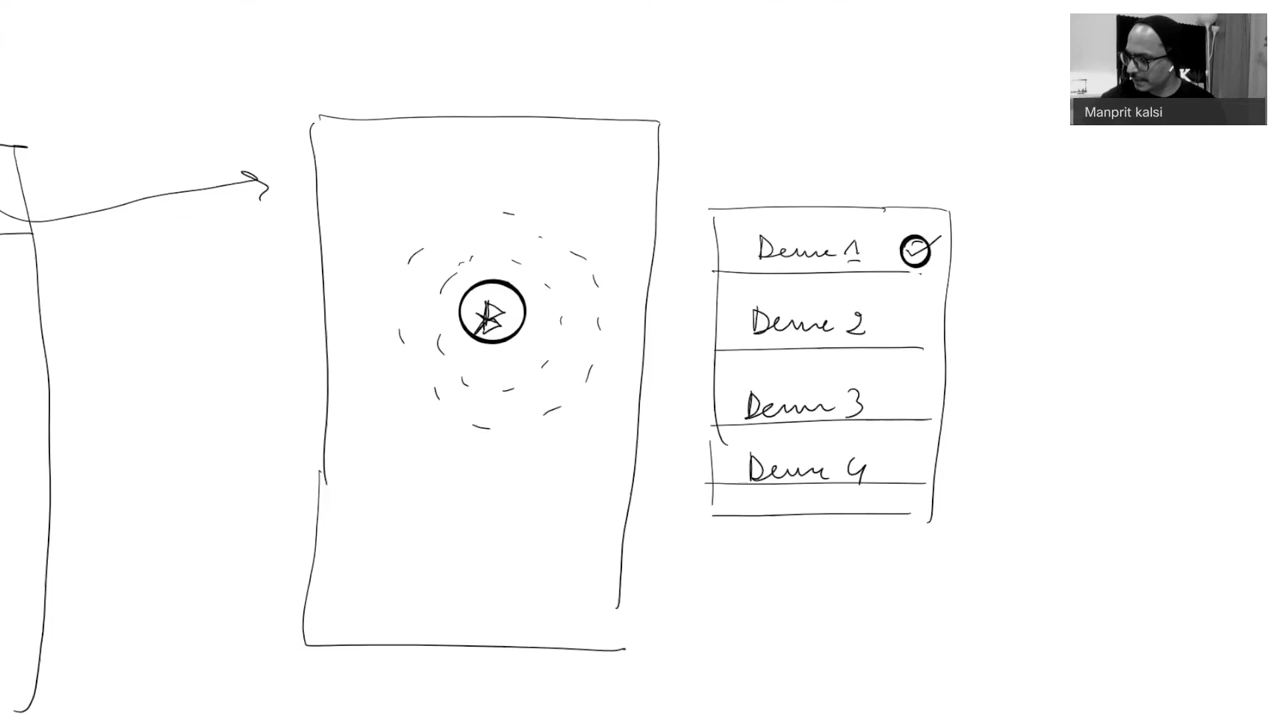 Manprit kalsi
Device 1
Device 2
Device 3
Device 4